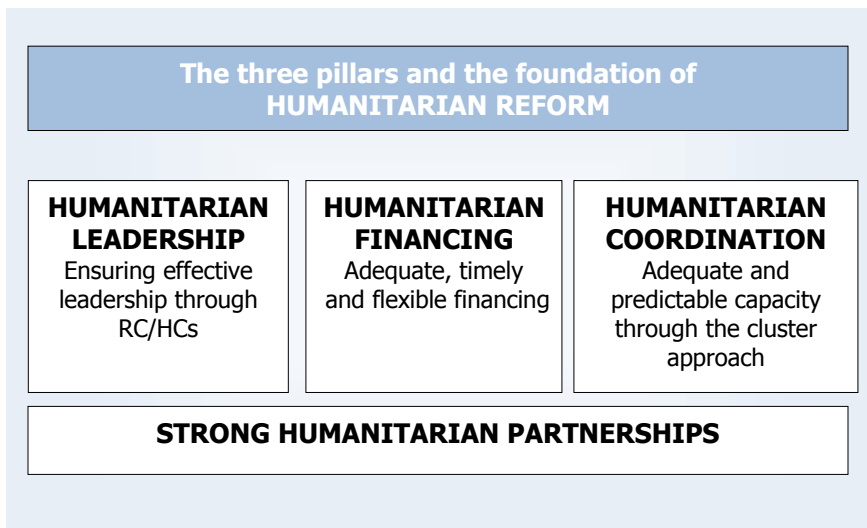 The three pillars and the foundation of
HUMANITARIAN REFORM
HUMANITARIAN
LEADERSHIP
Ensuring effective
leadership through
RC/HCs
HUMANITARIAN
FINANCING
Adequate, timely
and flexible financing
HUMANITARIAN
COORDINATION
Adequate and
predictable capacity
through the cluster
approach
STRONG HUMANITARIAN PARTNERSHIPS